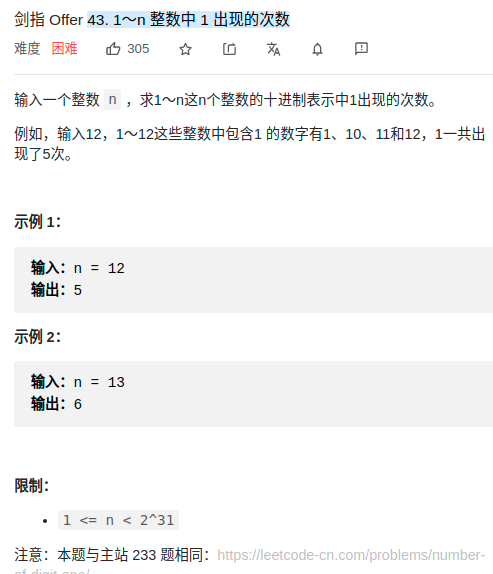 剑指 Offer 43. 1～n 整数中 1 出现的次数
难度 困难 305
输入一个整数 n ，求1～n这n个整数的十进制表示中1出现的次数。
例如，输入12，1～12这些整数中包含1 的数字有1、10、11和12，1一共出
现了5次。
示例 1：
输入：n = 12
输出：5
示例 2：
输入：n = 13
输出：6
限制：
• 1 <= n < 2^31
注意：本题与主站 233 题相同：https://leetcode-cn.com/problems/number-
of-digit-one/